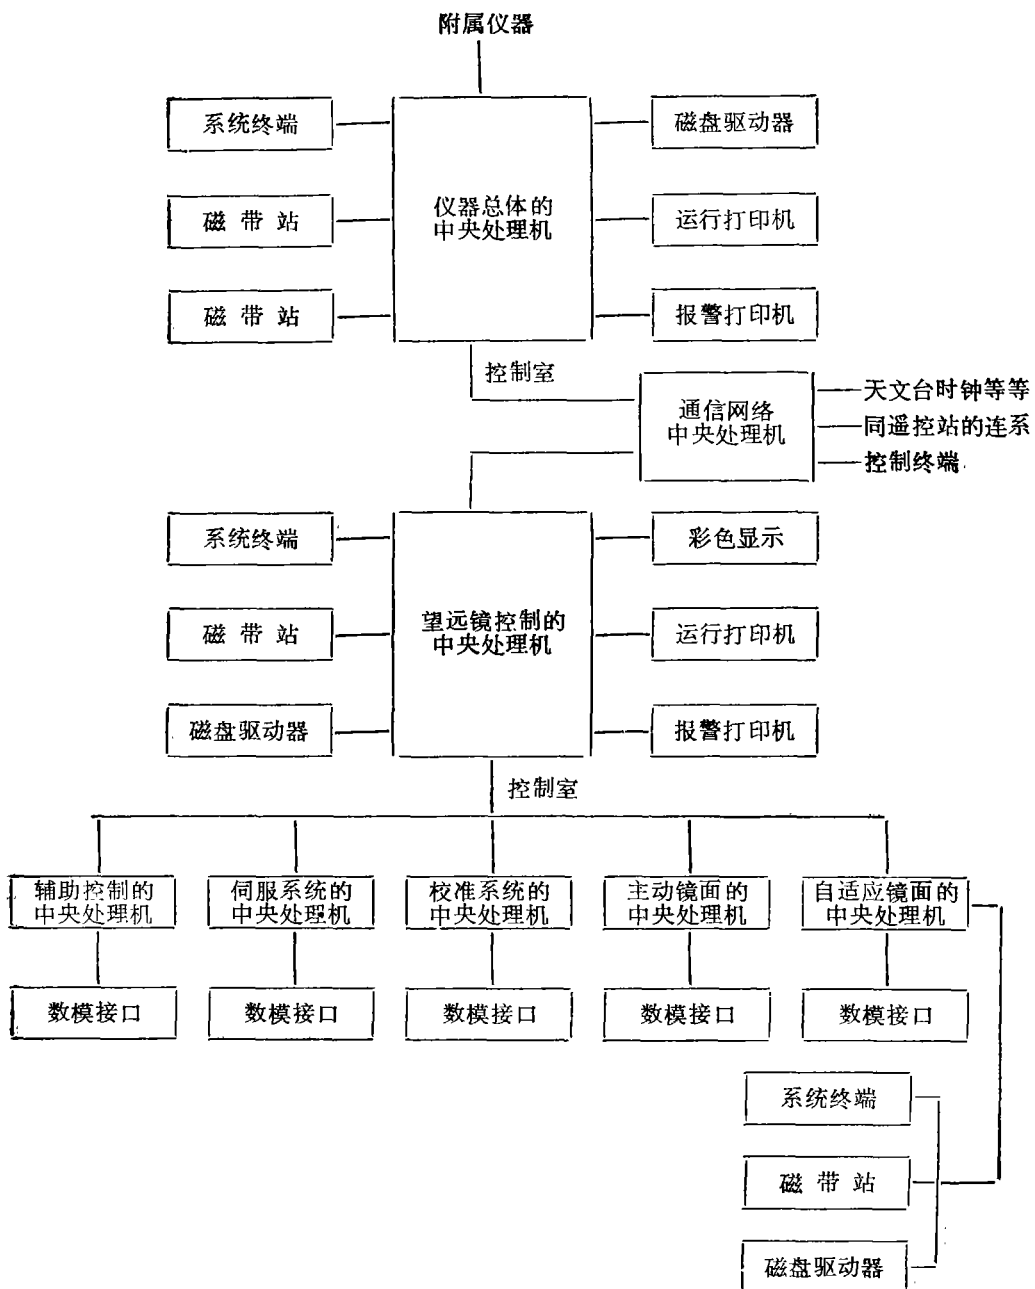 附属仪器
系统终端
磁盘驱动器
磁 带 站
仪器总体的
中央处理机
运行打印机
磁 带 站
报警打印机
控制室
通信网络
中央处理机
天文台时钟等等
同遥控站的连系
控制终端
系统终端
彩色显示
磁 带 站
望远镜控制的
中央处理机
运行打印机
磁盘驱动器
报警打印机
控制室
辅助控制的
中央处理机
伺服系统的
中央处理机
校准系统的
中央处理机
主动镜面的
中央处理机
自适应镜面的
中央处理机
数模接口
数模接口
数模接口
数模接口
数模接口
系统终端
磁 带 站
磁盘驱动器